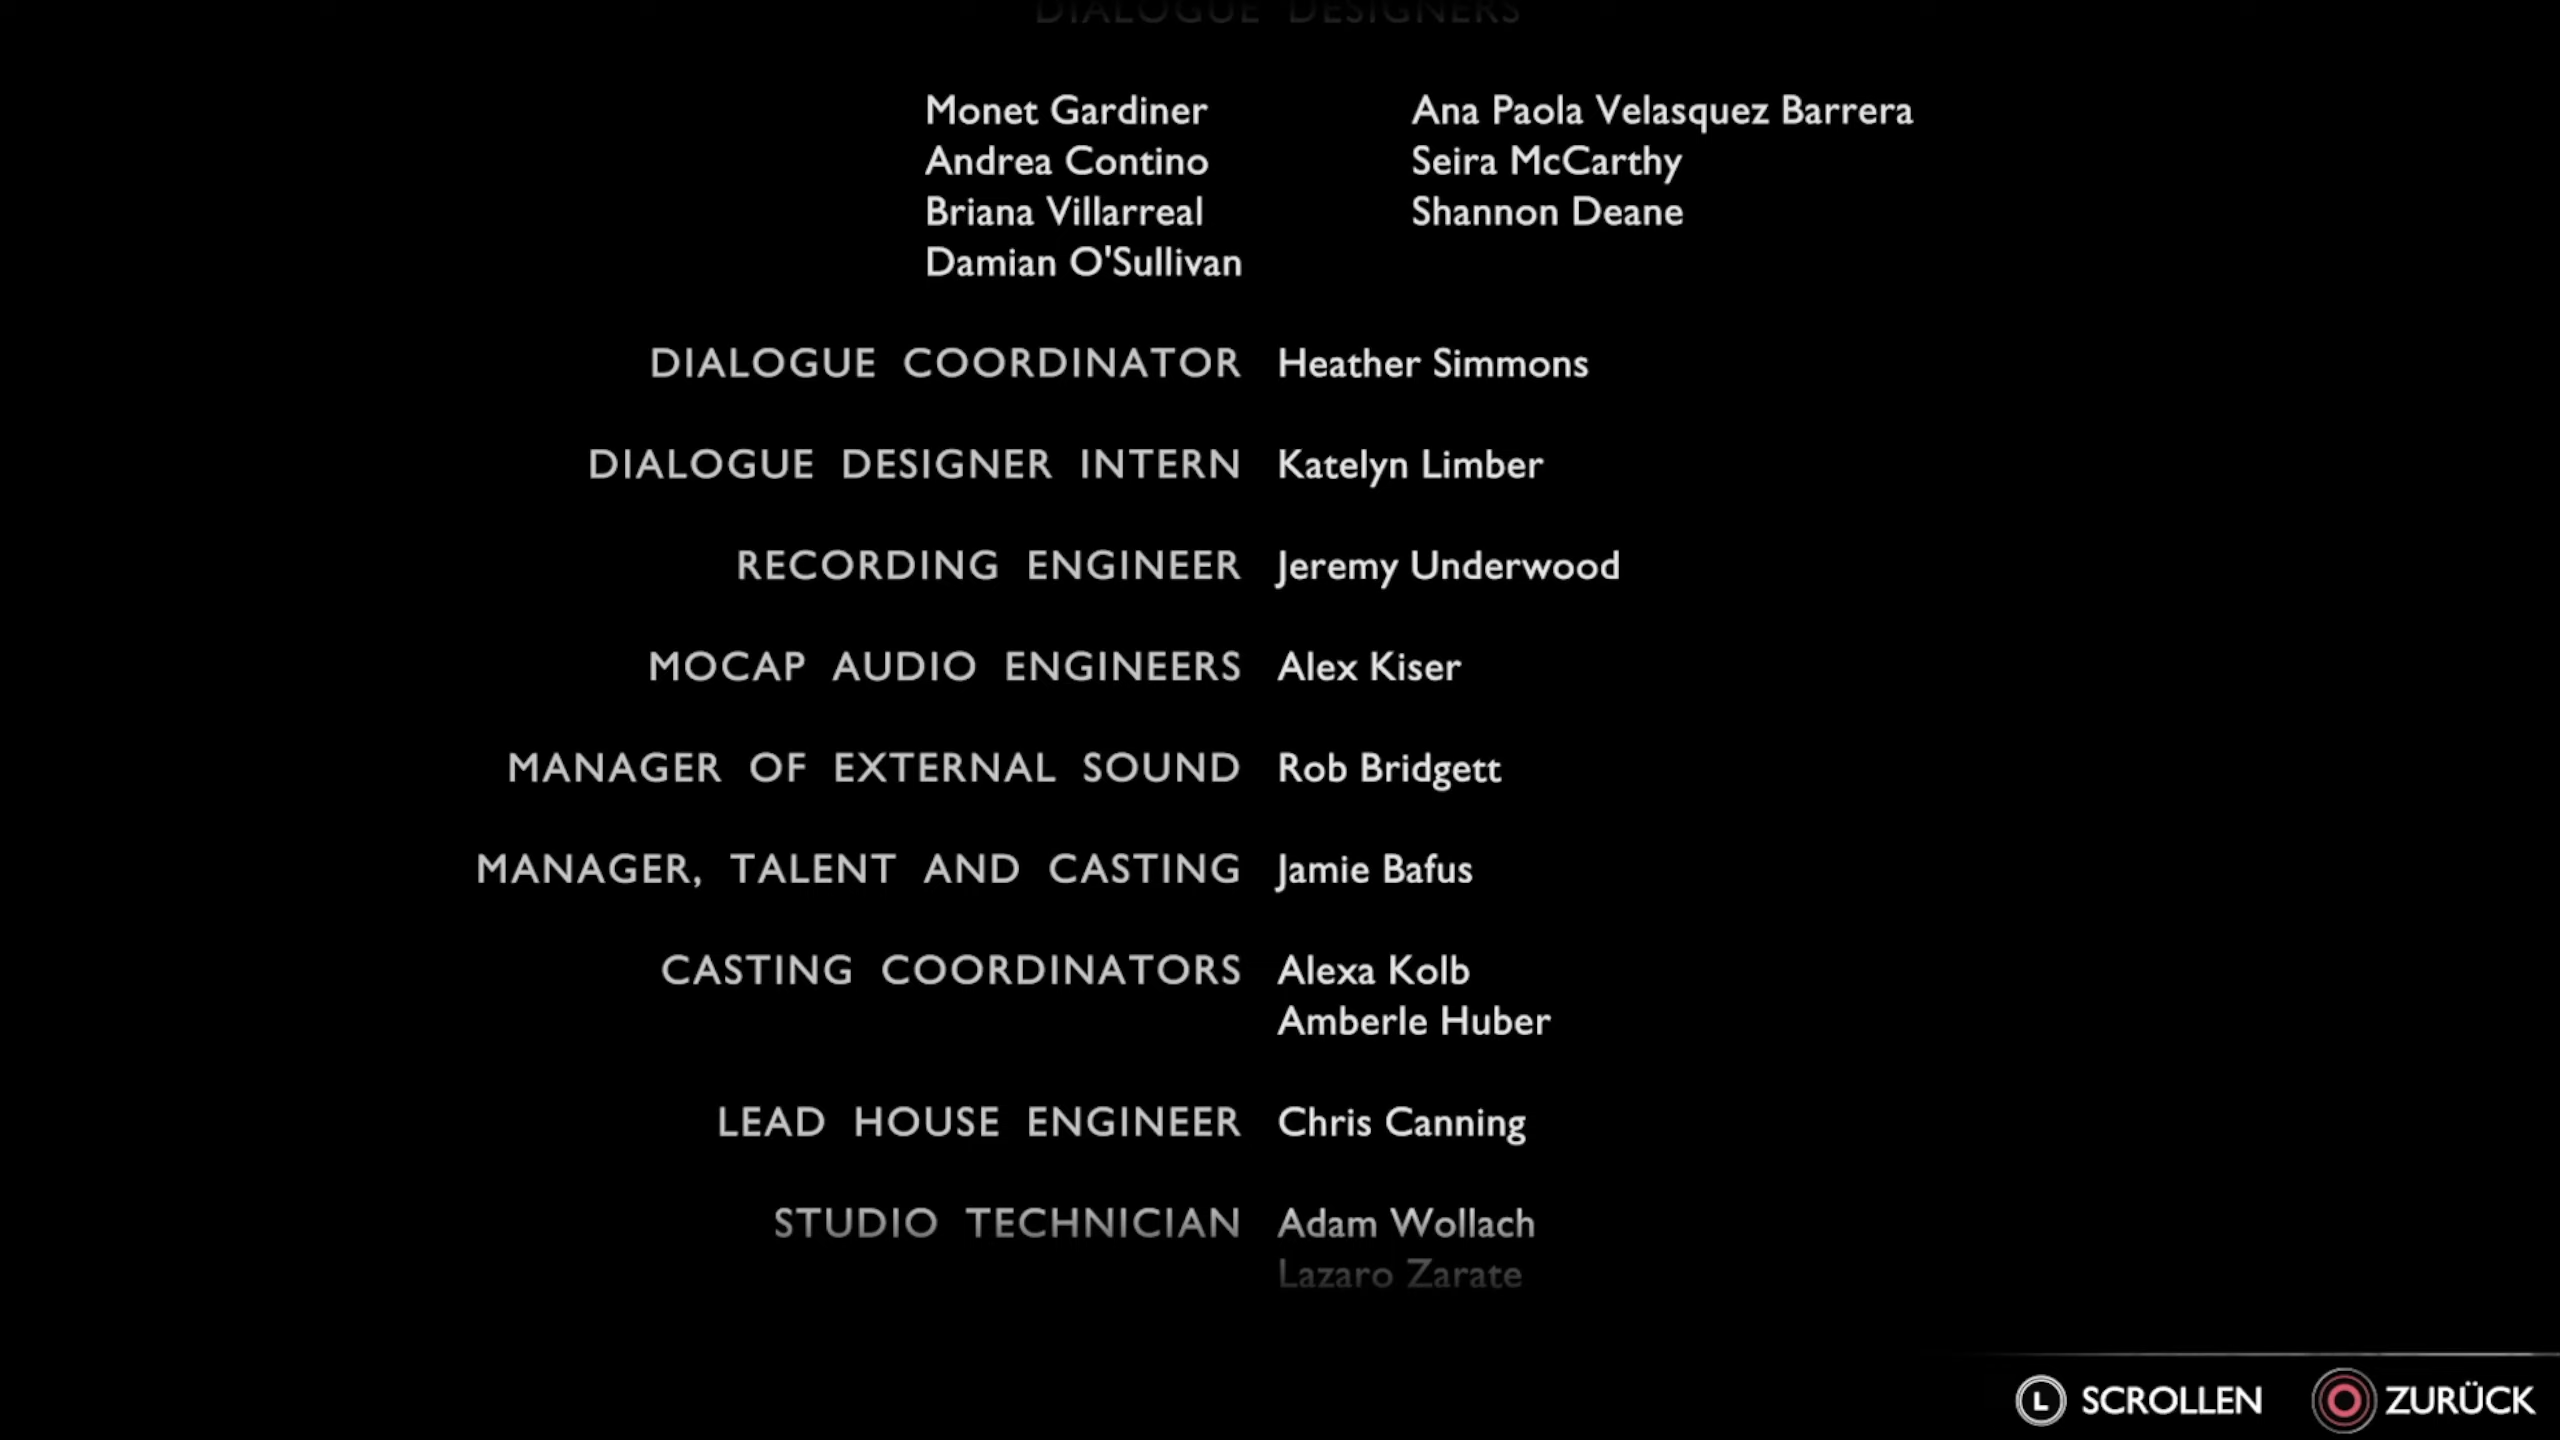 DIALOGUE DESIGNERS
Monet Gardiner Ana Paola Velasquez Barrera
Andrea Contino Seira McCarthy
Briana Villarreal Shannon Deane
Damian O'Sullivan
DIALOGUE COORDINATOR Heather Simmons
DIALOGUE DESIGNER INTERN Katelyn Limber
RECORDING ENGINEER Jeremy Underwood
MOCAP AUDIO ENGINEERS Alex Kiser
MANAGER OF EXTERNAL SOUND Rob Bridgett
MANAGER, TALENT AND CASTING Jamie Bafus
CASTING COORDINATORS Alexa Kolb
Amberle Huber
LEAD HOUSE ENGINEER Chris Canning
STUDIO TECHNICIAN Adam Wollach
Lazaro Zarate
L SCROLLEN ZURÜCK